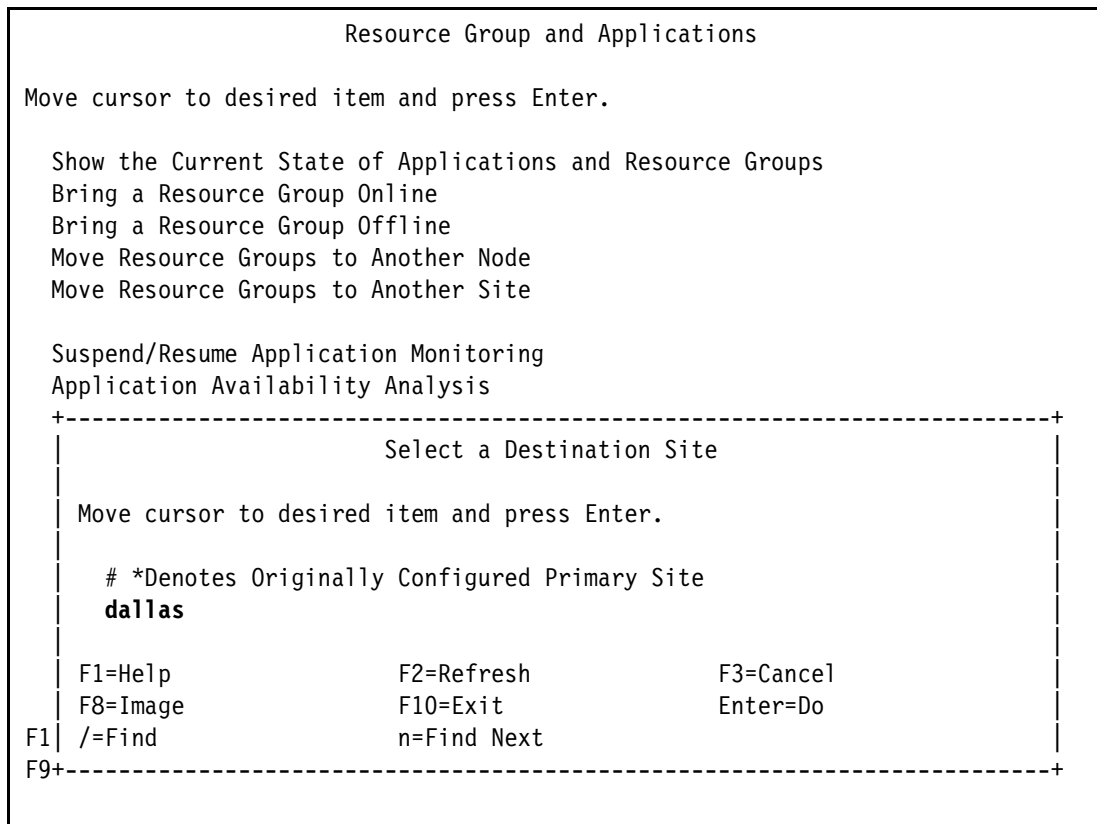 Resource Group and Applications
Move cursor to desired item and press Enter.
Show the Current State of Applications and Resource Groups
Bring a Resource Group Online
Bring a Resource Group Offline
Move Resource Groups to Another Node
Move Resource Groups to Another Site
Suspend/Resume Application Monitoring
Application Availability Analysis
+--------------------------------------------------------------------------+
| Select a Destination Site |
| |
| Move cursor to desired item and press Enter. |
| |
| # *Denotes Originally Configured Primary Site |
| dallas |
| |
| F1=Help F2=Refresh F3=Cancel |
| F8=Image F10=Exit Enter=Do |
F1| /=Find n=Find Next |
F9+--------------------------------------------------------------------------+